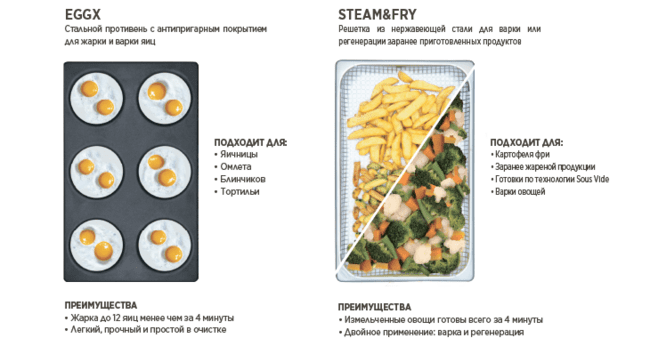 EGGX
Стальной противень с антипригарным покрытием
для жарки и варки яиц
ПОДХОДИТ ДЛЯ:
• Яичницы
• Омлета
• Блинчиков
• Тортильи
ПРЕИМУЩЕСТВА
• Жарка до 12 яиц менее чем за 4 минуты
• Легкий, прочный и простой в очистке
STEAM&FRY
Решетка из нержавеющей стали для варки или
регенерации заранее приготовленных продуктов
ПОДХОДИТ ДЛЯ:
• Картофеля фри
• Заранее жареной продукции
• Готовки по технологии Sous Vide
• Варки овощей
ПРЕИМУЩЕСТВА
• Измельченные овощи готовы всего за 4 минуты
• Двойное применение: варка и регенерация